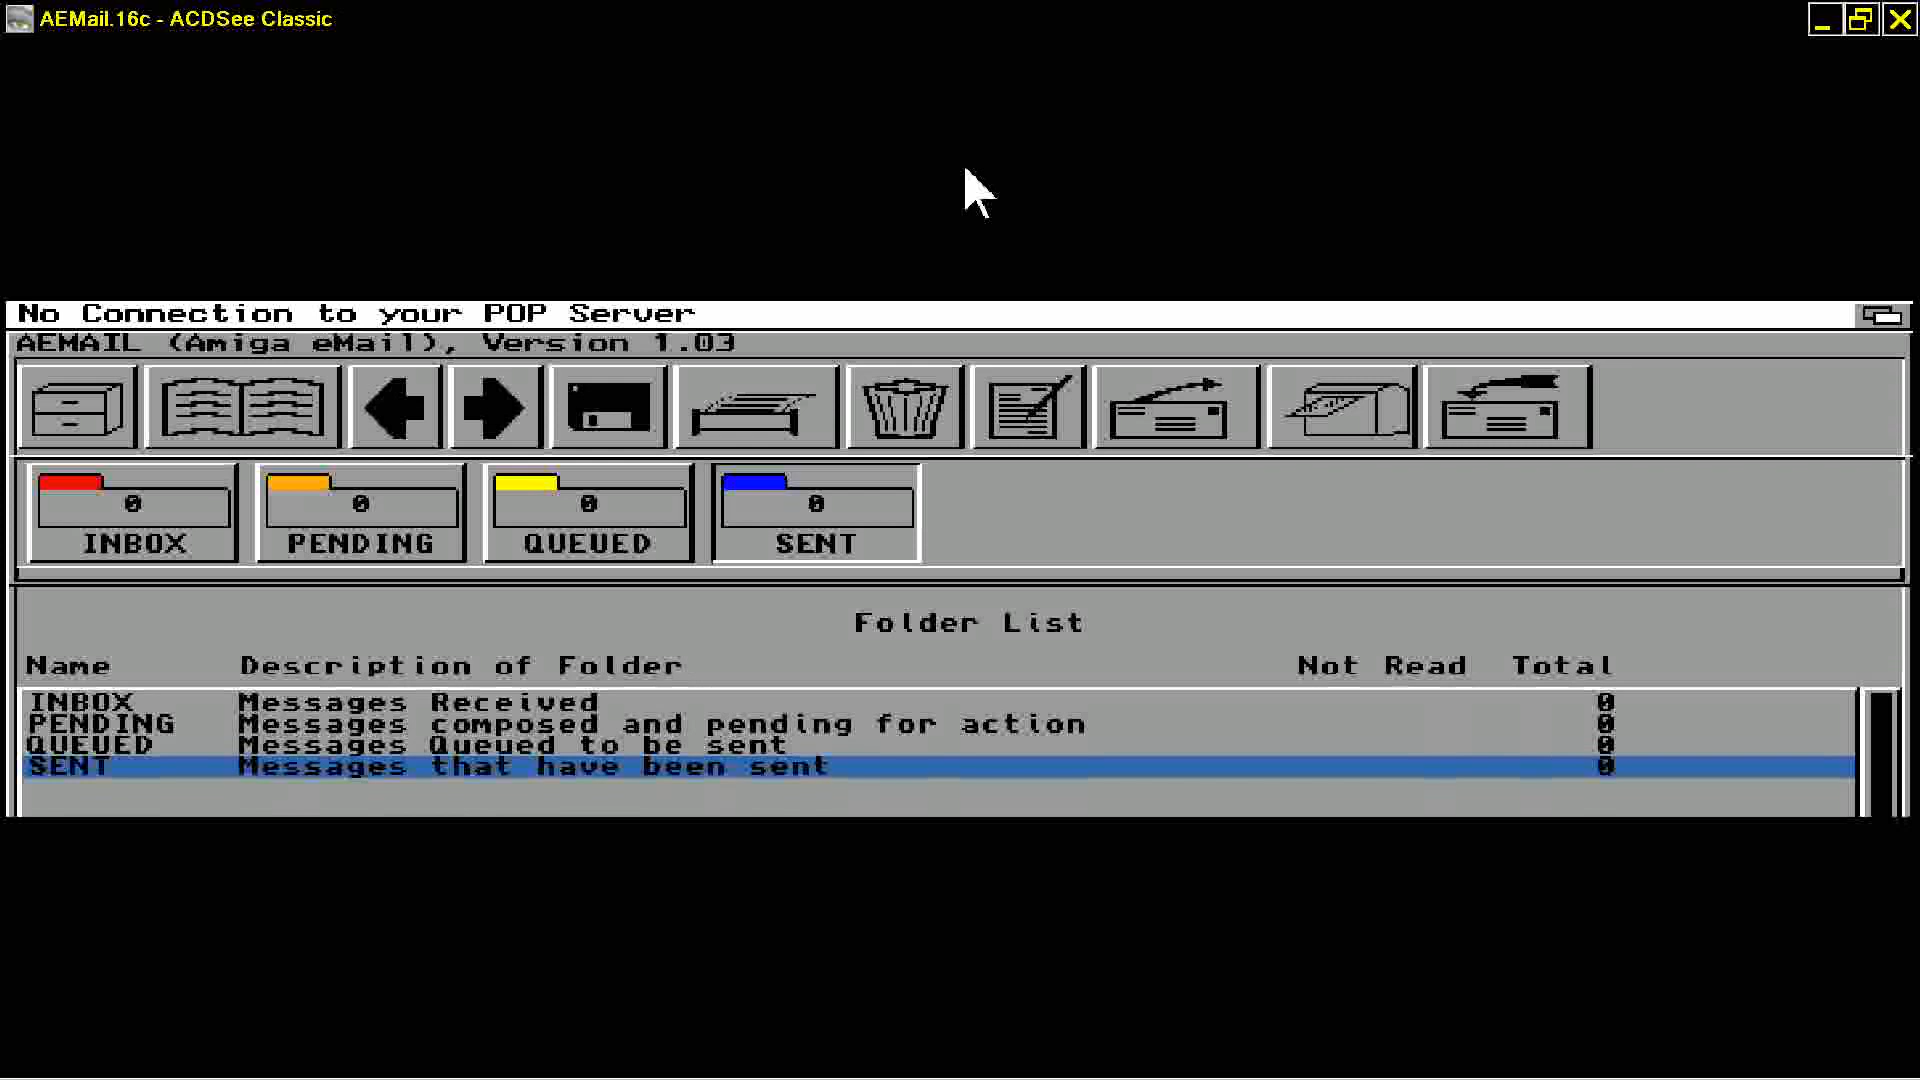 AEMail.16c - ACDSee Classic
No Connection to your POP Server
AEMAIL (Amiga eMail), Version 1.03
0 0 0 0
INBOX PENDING QUEUED SENT
Folder List
Name Description of Folder Not Read Total
INBOX Messages Received 0
PENDING Messages composed and pending for action 0
QUEUED Messages Queued to be sent 0
SENT Messages that have been sent 0